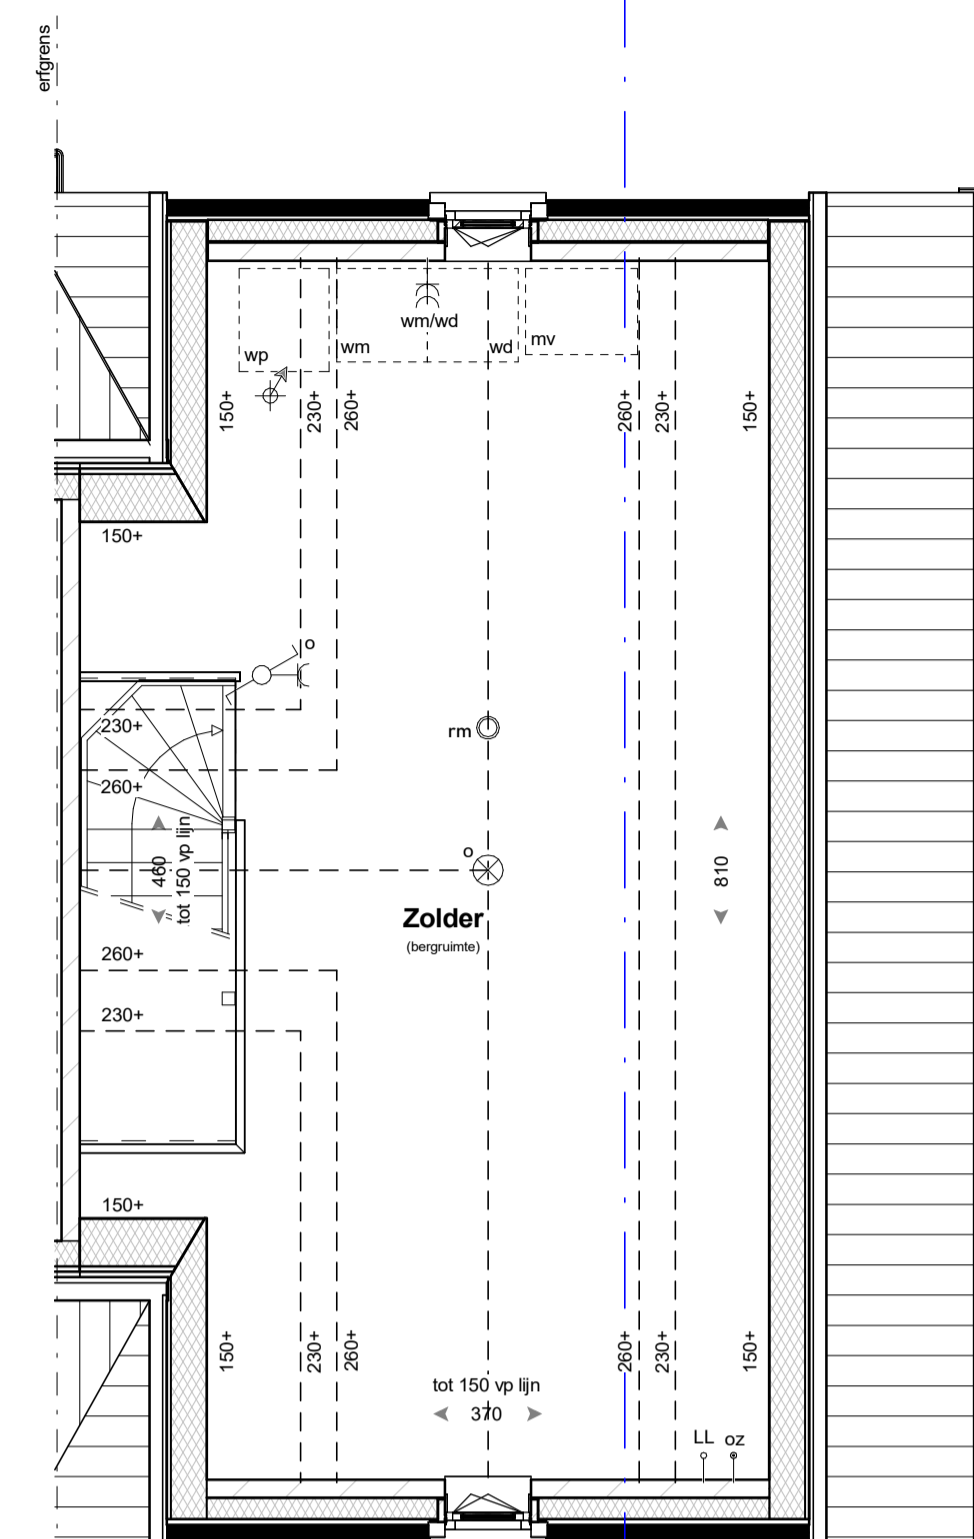 erfgrens
wm/wd
wp
wm
wd
mv
150+
230+
260+
260+
230+
150+
150+
o
230+
rm
260+
460
tot 150 vp lijn
o
810
Zolder
(bergruimte)
260+
230+
150+
150+
230+
260+
260+
230+
150+
tot 150 vp lijn
370
LL
oz